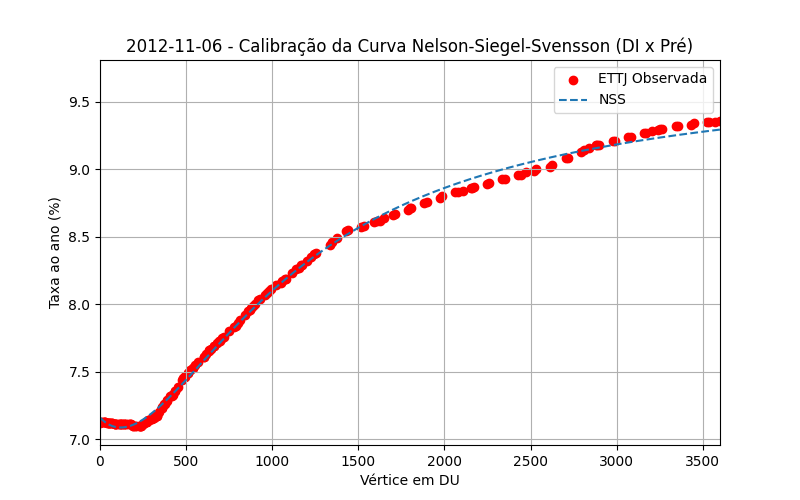 2012-11-06 - Calibração da Curva Nelson-Siegel-Svensson (DI x Pré)
ETTJ Observada
NSS
Taxa ao ano (%)
9.5
9.0
8.5
8.0
7.5
7.0
0 500 1000 1500 2000 2500 3000 3500
Vértice em DU